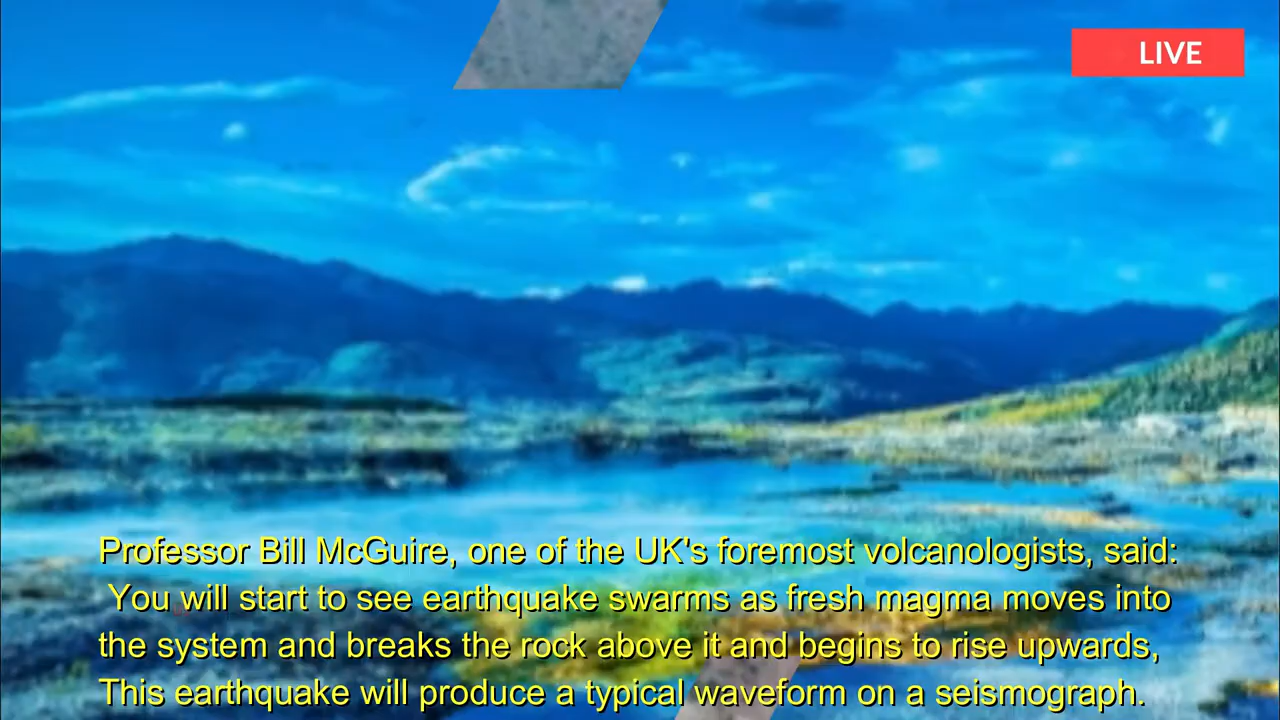 LIVE
Professor Bill McGuire, one of the UK's foremost volcanologists, said:
You will start to see earthquake swarms as fresh magma moves into
the system and breaks the rock above it and begins to rise upwards,
This earthquake will produce a typical waveform on a seismograph.